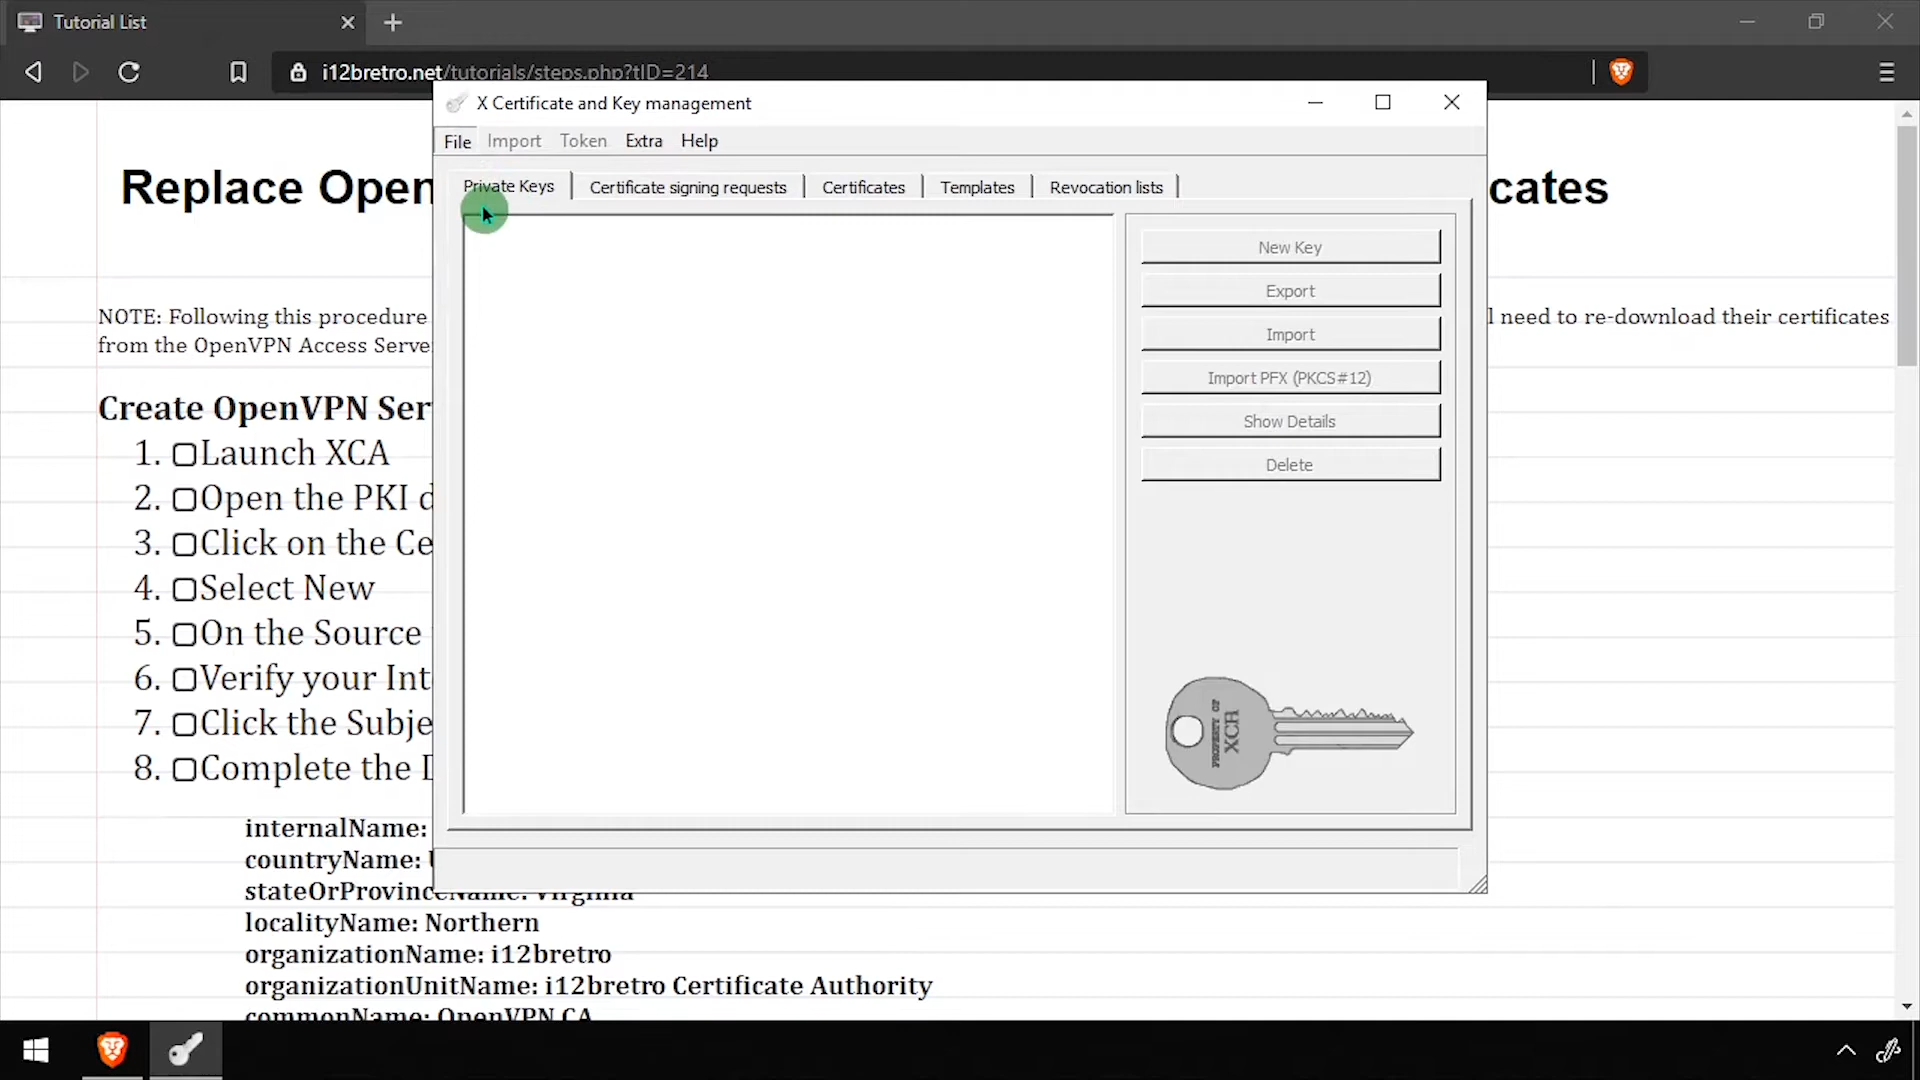 Tutorial List
i12bretro.net/tutorials/steps.php?tID=214
X Certificate and Key management
File Import Token Extra Help
Private Keys Certificate signing requests Certificates Templates Revocation lists
New Key
Export
Import
Import PFX (PKCS#12)
Show Details
Delete
PROPERTY OF
XCA
Replace Open
cates
NOTE: Following this procedure
need to re-download their certificates
from the OpenVPN Access Serve
Create OpenVPN Ser
1. Launch XCA
2. Open the PKI d
3. Click on the Ce
4. Select New
5. On the Source
6. Verify your Int
7. Click the Subje
8. Complete the D
internalName:
countryName: U
stateOrProvinceName: Virginia
localityName: Northern
organizationName: i12bretro
organizationUnitName: i12bretro Certificate Authority
commonName: OpenVPN CA